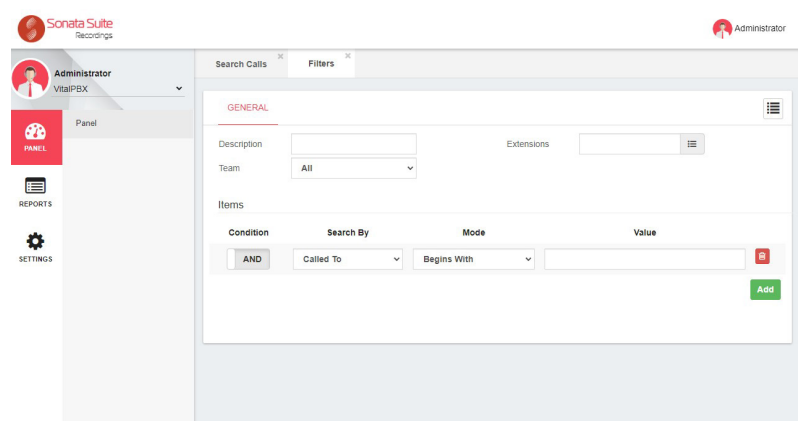 Sonata Suite
Recordings
Administrator
Administrator
VitalPBX
Search Calls ×
Filters ×
Panel
PANEL
REPORTS
SETTINGS
GENERAL
Description
Extensions
Team
All
Items
Condition Search By Mode Value
AND Called To Begins With
Add